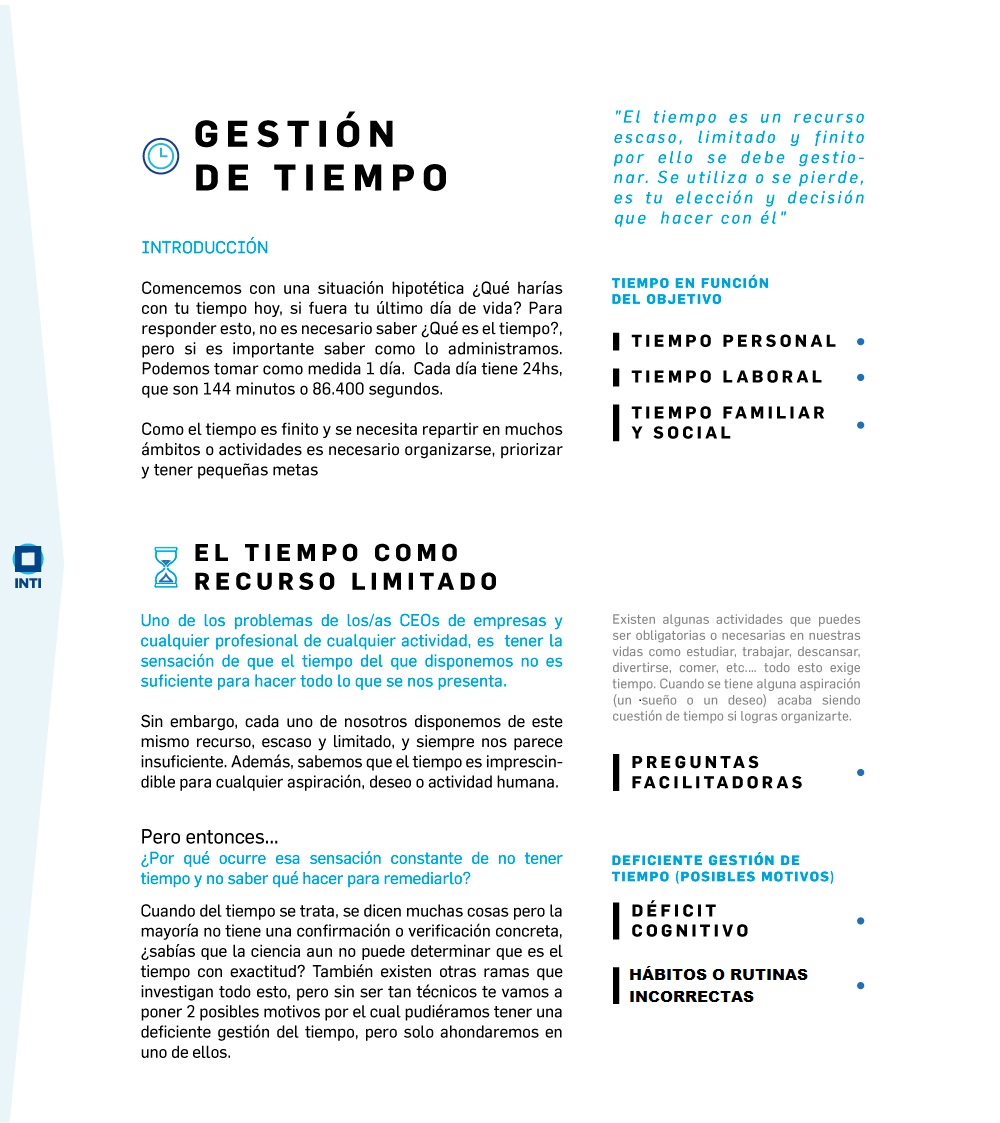 GESTIÓN
DE TIEMPO
INTRODUCCIÓN
Comencemos con una situación hipotética ¿Qué harías
con tu tiempo hoy, si fuera tu último día de vida? Para
responder esto, no es necesario saber ¿Qué es el tiempo?,
pero si es importante saber como lo administramos.
Podemos tomar como medida 1 día. Cada día tiene 24hs,
que son 144 minutos o 86.400 segundos.
Como el tiempo es finito y se necesita repartir en muchos
ámbitos o actividades es necesario organizarse, priorizar
y tener pequeñas metas
"El tiempo es un recurso
escaso, limitado y finito
por ello se debe gestio-
nar. Se utiliza o se pierde,
es tu elección y decisión
que hacer con él"
TIEMPO EN FUNCIÓN
DEL OBJETIVO
TIEMPO PERSONAL
TIEMPO LABORAL
TIEMPO FAMILIAR
Y SOCIAL
INTI
EL TIEMPO COMO
RECURSO LIMITADO
Uno de los problemas de los/as CEOs de empresas y
cualquier profesional de cualquier actividad, es tener la
sensación de que el tiempo del que disponemos no es
suficiente para hacer todo lo que se nos presenta.
Sin embargo, cada uno de nosotros disponemos de este
mismo recurso, escaso y limitado, y siempre nos parece
insuficiente. Además, sabemos que el tiempo es imprescin-
dible para cualquier aspiración, deseo o actividad humana.
Pero entonces...
¿Por qué ocurre esa sensación constante de no tener
tiempo y no saber qué hacer para remediarlo?
Cuando del tiempo se trata, se dicen muchas cosas pero la
mayoría no tiene una confirmación o verificación concreta,
¿sabías que la ciencia aun no puede determinar que es el
tiempo con exactitud? También existen otras ramas que
investigan todo esto, pero sin ser tan técnicos te vamos a
poner 2 posibles motivos por el cual pudiéramos tener una
deficiente gestión del tiempo, pero solo ahondaremos en
uno de ellos.
Existen algunas actividades que puedes
ser obligatorias o necesarias en nuestras
vidas como estudiar, trabajar, descansar,
divertirse, comer, etc.... todo esto exige
tiempo. Cuando se tiene alguna aspiración
(un ·sueño o un deseo) acaba siendo
cuestión de tiempo si logras organizarte.
PREGUNTAS
FACILITADORAS
DEFICIENTE GESTIÓN DE
TIEMPO (POSIBLES MOTIVOS)
DÉFICIT
COGNITIVO
HÁBITOS O RUTINAS
INCORRECTAS